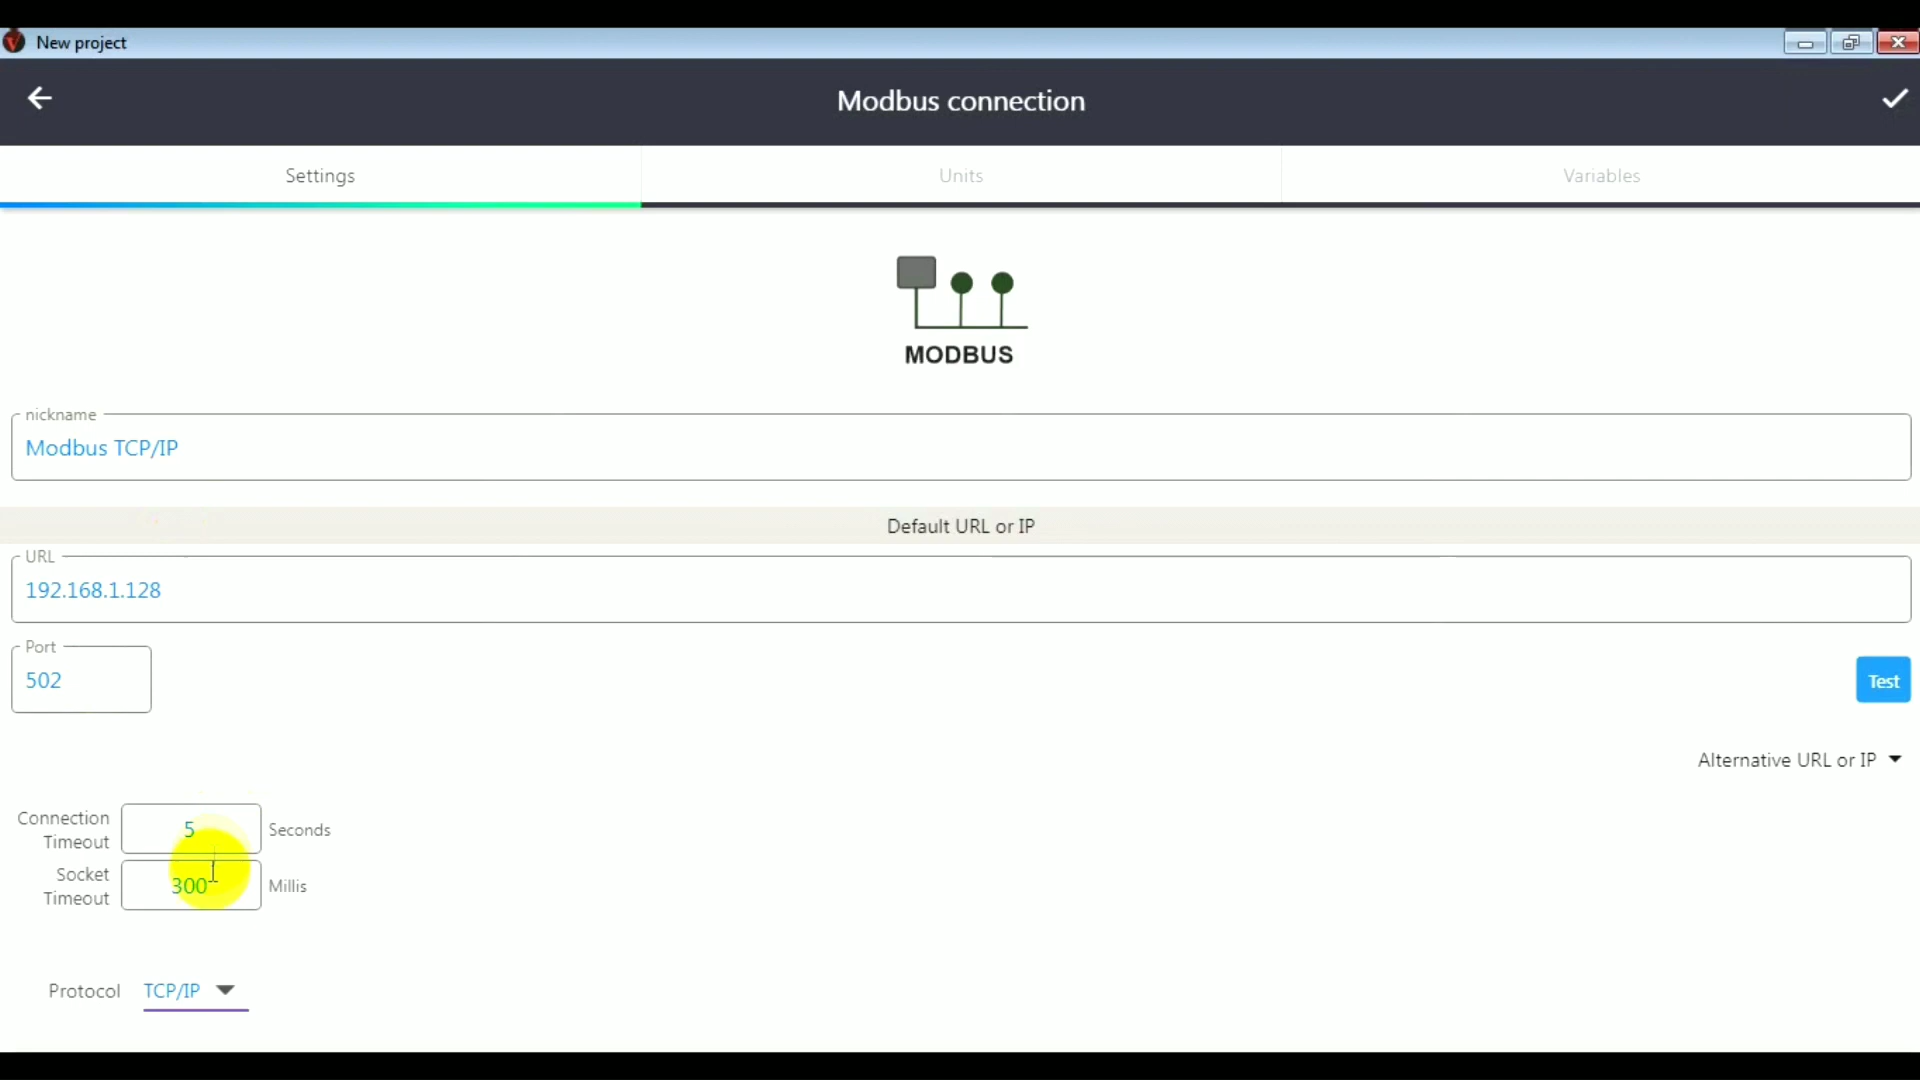 New project
Modbus connection
Settings
Units
Variables
MODBUS
nickname
Modbus TCP/IP
Default URL or IP
URL
192.168.1.128
Port
502
Test
Alternative URL or IP
Connection
Timeout
5
Seconds
Socket
Timeout
300
Millis
Protocol
TCP/IP